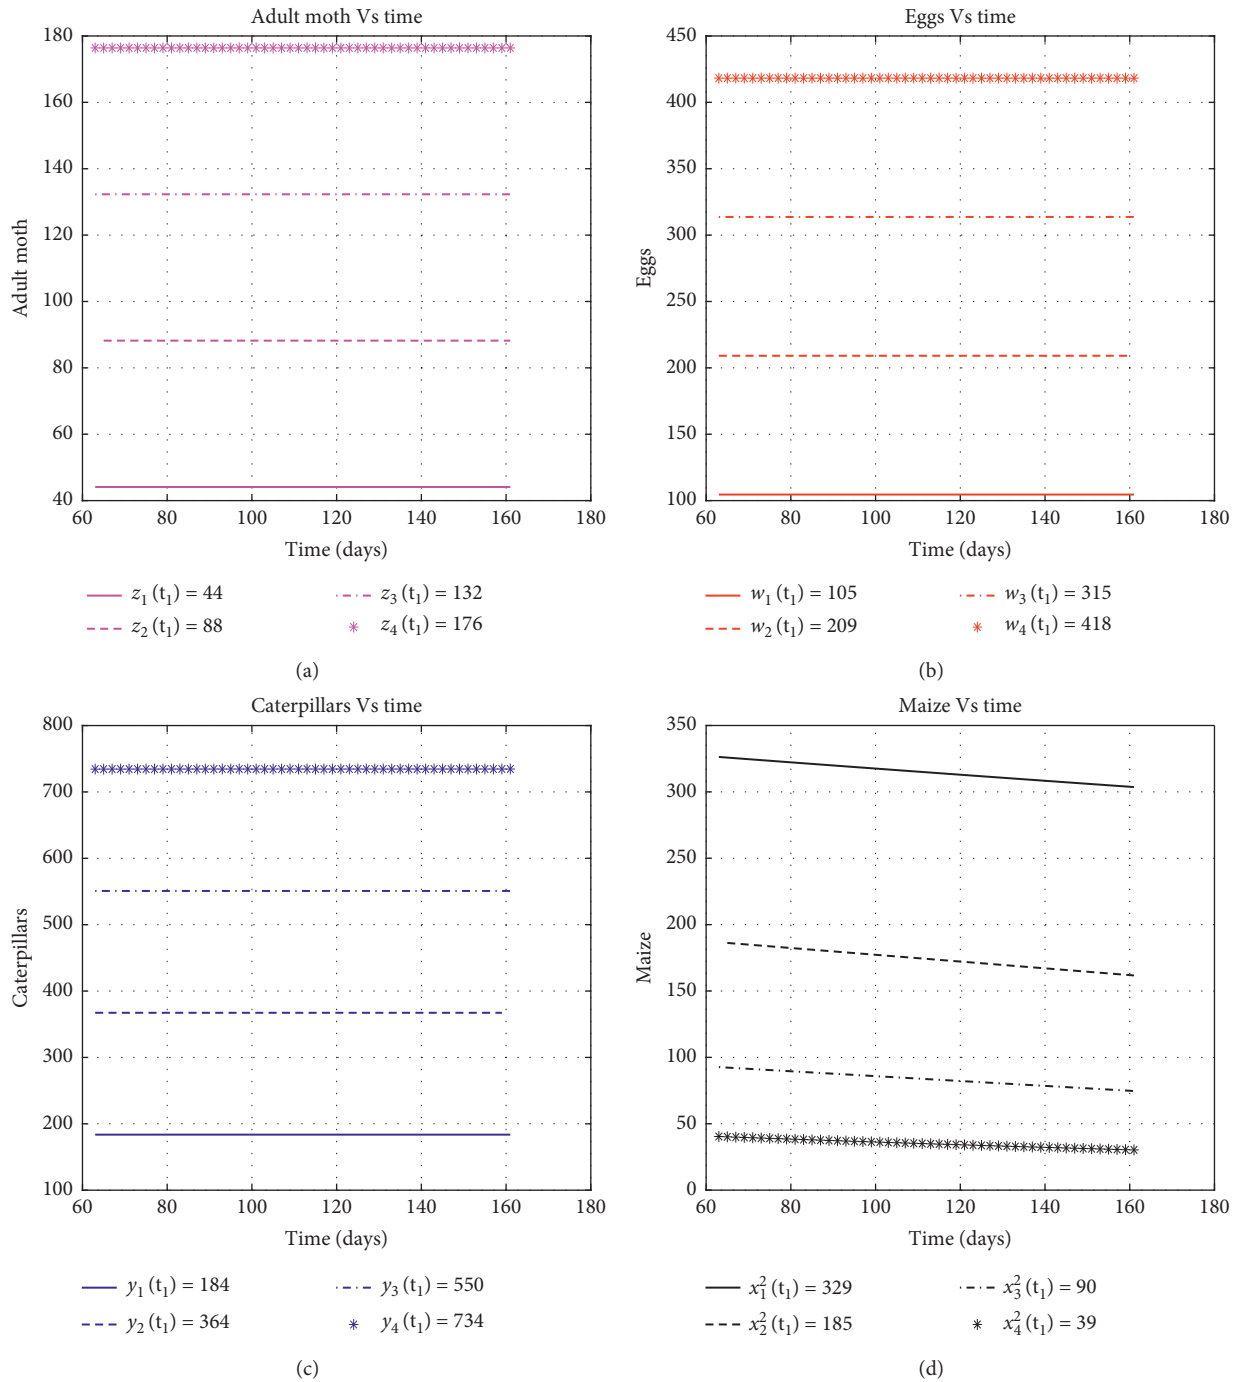 Adult moth Vs time
180
160
140
120
100
80
60
40
Adult moth
60 80 100 120 140 160 180
Time (days)
z₁ (t₁) = 44
z₂ (t₁) = 88
z₃ (t₁) = 132
z₄ (t₁) = 176
(a)
Eggs Vs time
450
400
350
300
250
200
150
100
Eggs
60 80 100 120 140 160 180
Time (days)
w₁ (t₁) = 105
w₂ (t₁) = 209
w₃ (t₁) = 315
w₄ (t₁) = 418
(b)
Caterpillars Vs time
800
700
600
500
400
300
200
100
Caterpillars
60 80 100 120 140 160 180
Time (days)
y₁ (t₁) = 184
y₂ (t₁) = 364
y₃ (t₁) = 550
y₄ (t₁) = 734
(c)
Maize Vs time
350
300
250
200
150
100
50
0
Maize
60 80 100 120 140 160 180
Time (days)
x₁² (t₁) = 329
x₂² (t₁) = 185
x₃² (t₁) = 90
x₄² (t₁) = 39
(d)